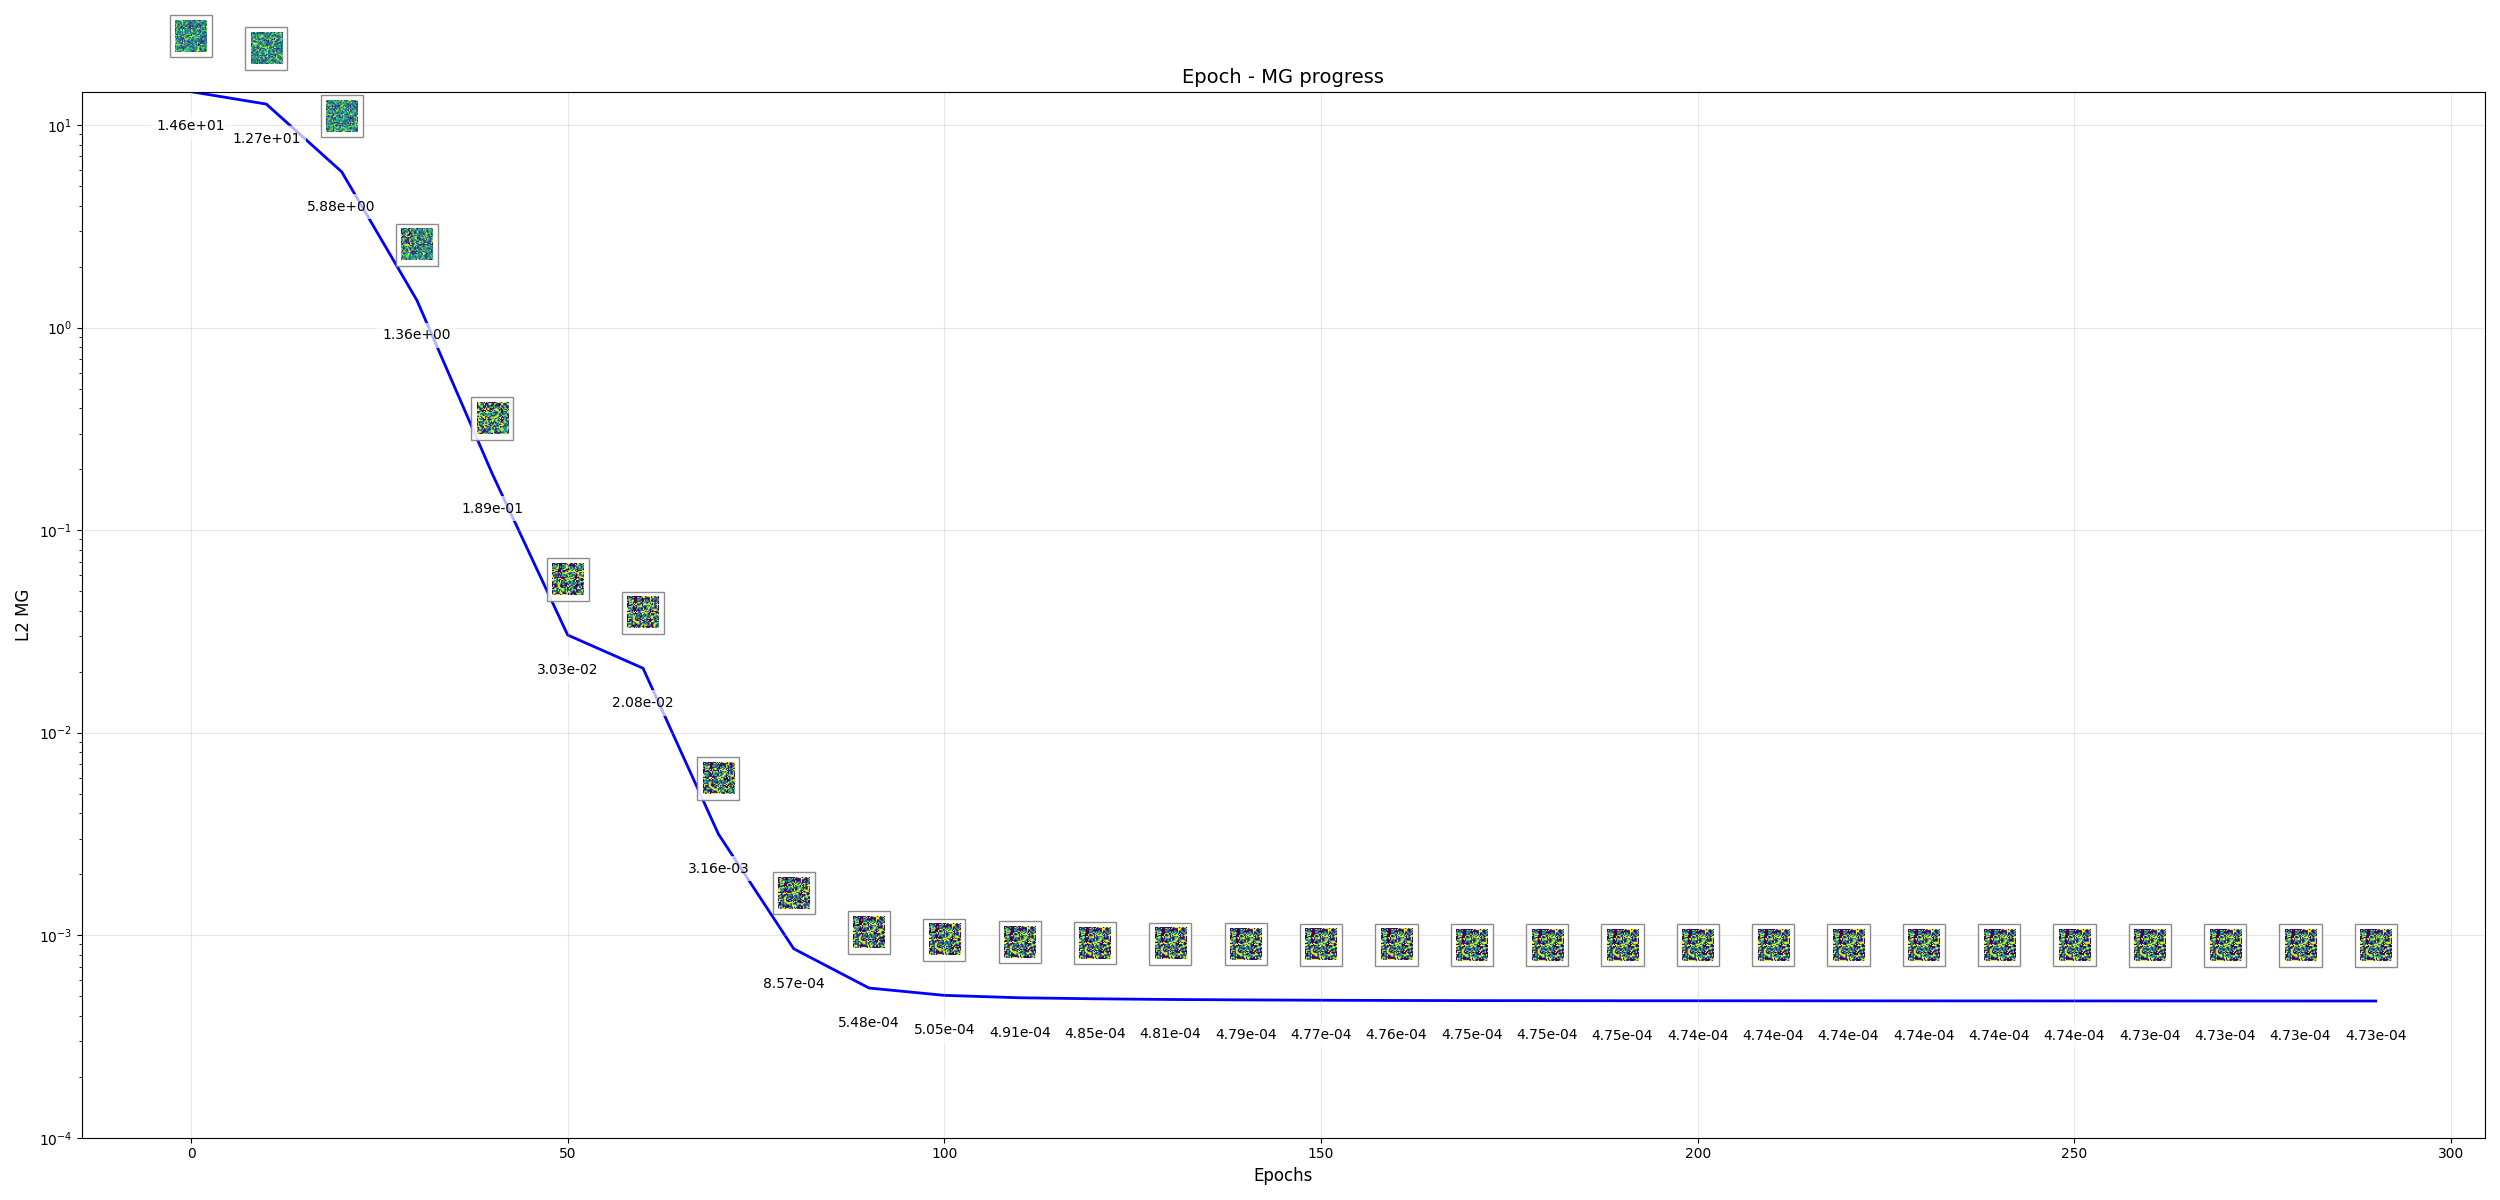 Epoch - MG progress
L2 MG
10¹
10⁰
10⁻¹
10⁻²
10⁻³
10⁻⁴
1.46e+01
1.27e+01
5.88e+00
1.36e+00
1.89e-01
3.03e-02
2.08e-02
3.16e-03
8.57e-04
5.48e-04
5.05e-04
4.91e-04
4.85e-04
4.81e-04
4.79e-04
4.77e-04
4.76e-04
4.75e-04
4.75e-04
4.75e-04
4.74e-04
4.74e-04
4.74e-04
4.74e-04
4.74e-04
4.74e-04
4.73e-04
4.73e-04
4.73e-04
4.73e-04
0 50 100 150 200 250 300
Epochs